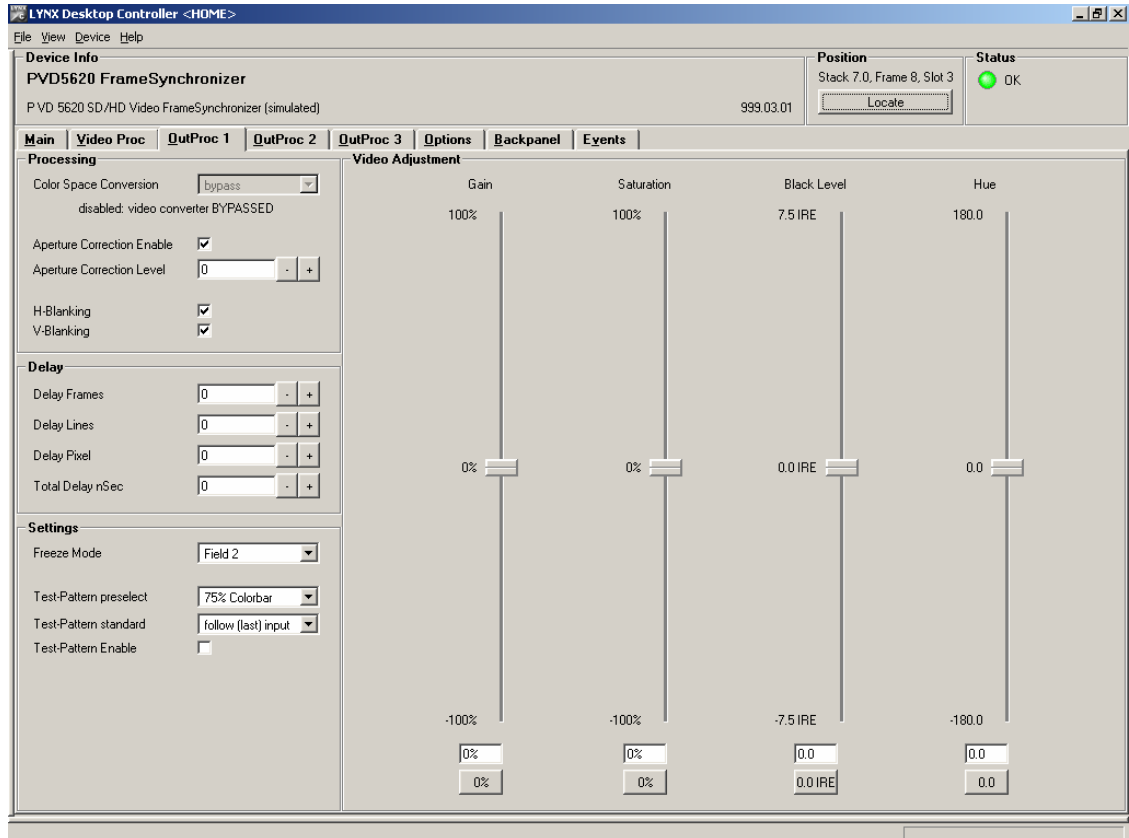 LYNX Desktop Controller <HOME>
File View Device Help
Device Info
PVD5620 FrameSynchronizer
PVD 5620 SD/HD Video FrameSynchronizer (simulated) 999.03.01
Position
Stack 7.0, Frame 8, Slot 3
Locate
Status
OK
Main Video Proc OutProc 1 OutProc 2 OutProc 3 Options Backpanel Events
Processing
Color Space Conversion bypass
disabled: video converter BYPASSED
Aperture Correction Enable
Aperture Correction Level 0 - +
H-Blanking
V-Blanking
Delay
Delay Frames 0 - +
Delay Lines 0 - +
Delay Pixel 0 - +
Total Delay nSec 0 - +
Settings
Freeze Mode Field 2
Test-Pattern preselect 75% Colorbar
Test-Pattern standard follow (last) input
Test-Pattern Enable
Video Adjustment
Gain Saturation Black Level Hue
100% 100% 7.5 IRE 180.0
0% 0% 0.0 IRE 0.0
-100% -100% -7.5 IRE -180.0
0% 0% 0.0 0.0
0% 0% 0.0 IRE 0.0